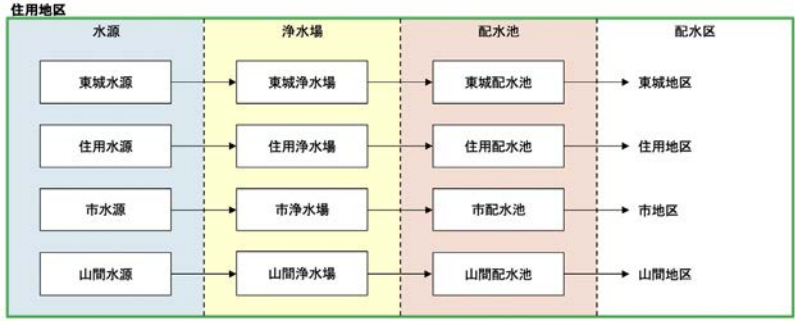 住用地区
水源 浄水場 配水池 配水区
東城水源 東城浄水場 東城配水池 東城地区
住用水源 住用浄水場 住用配水池 住用地区
市水源 市浄水場 市配水池 市地区
山間水源 山間浄水場 山間配水池 山間地区